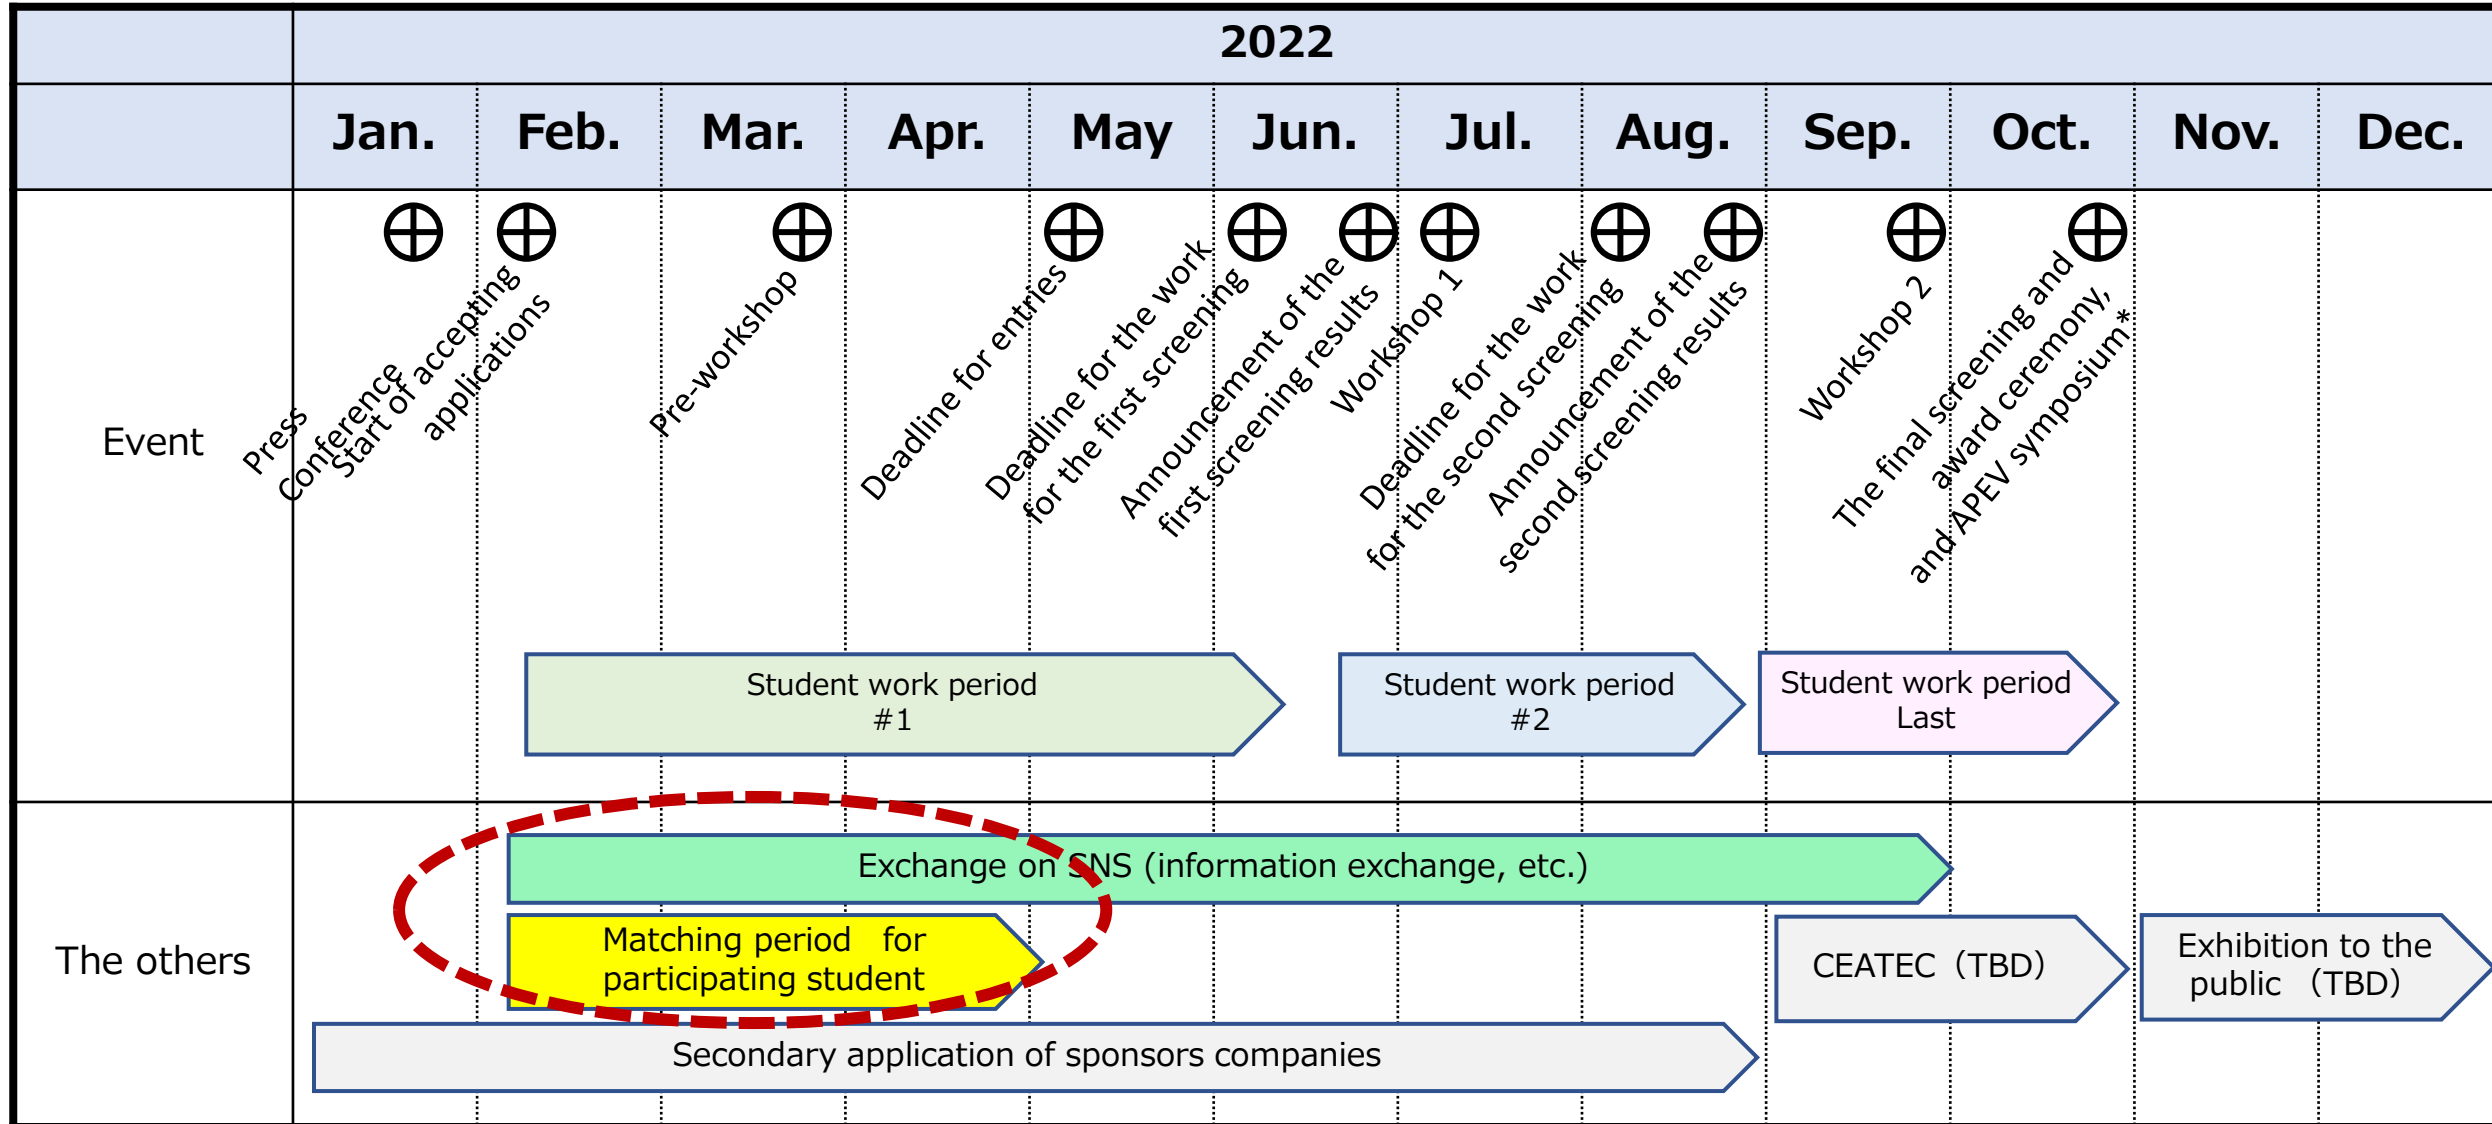 2022
Jan.
Feb.
Mar.
Apr.
May
Jun.
Jul.
Aug.
Sep.
Oct.
Nov.
Dec.
Event
Press
Conference
Start of accepting
applications
Pre-workshop
Deadline for entries
Deadline for the work
for the first screening
Announcement of the
first screening results
Workshop 1
Deadline for the work
for the second screening
Announcement of the
second screening results
Workshop 2
The final screening and
award ceremony,
and APEV symposium*
Student work period
#1
Student work period
#2
Student work period
Last
The others
Exchange on SNS (information exchange, etc.)
Matching period for
participating student
CEATEC（TBD）
Exhibition to the
public （TBD）
Secondary application of sponsors companies